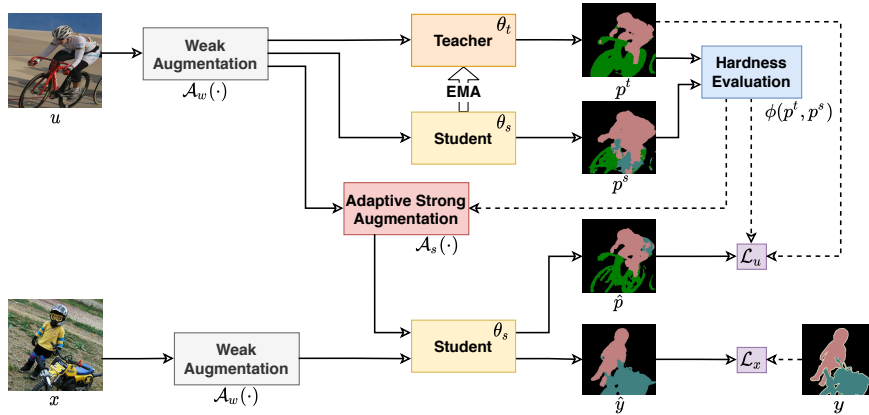 u
Weak
Augmentation
𝒜_w(·)
Teacher
θ_t
EMA
Student
θ_s
p^t
p^s
Hardness
Evaluation
ϕ(p^t, p^s)
Adaptive Strong
Augmentation
𝒜_s(·)
p̂
ℒ_u
x
Weak
Augmentation
𝒜_w(·)
Student
θ_s
ŷ
ℒ_x
y